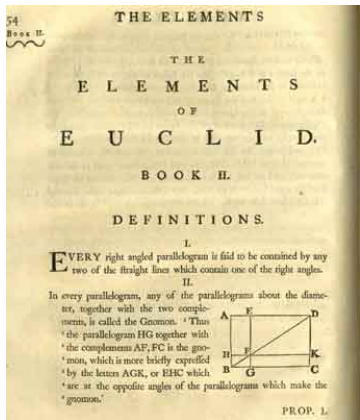 54
THE ELEMENTS
BOOK II.
THE
ELEMENTS
OF
EUCLID.
BOOK II.
DEFINITIONS.
I.
EVERY right angled parallelogram is ſaid to be contained by any
two of the ſtraight lines which contain one of the right angles.
II.
In every parallelogram, any of the parallelograms about the diame-
ter, together with the two comple-
ments, is called the Gnomon. ‘Thus
‘the parallelogram HG together with
‘the complements AF, FC is the gno-
‘mon, which is more briefly expreſſed
‘by the letters AGK, or EHC which
‘are at the oppoſite angles of the parallelograms which make the
‘gnomon.’
A E D
H F K
B G C
PROP. I.